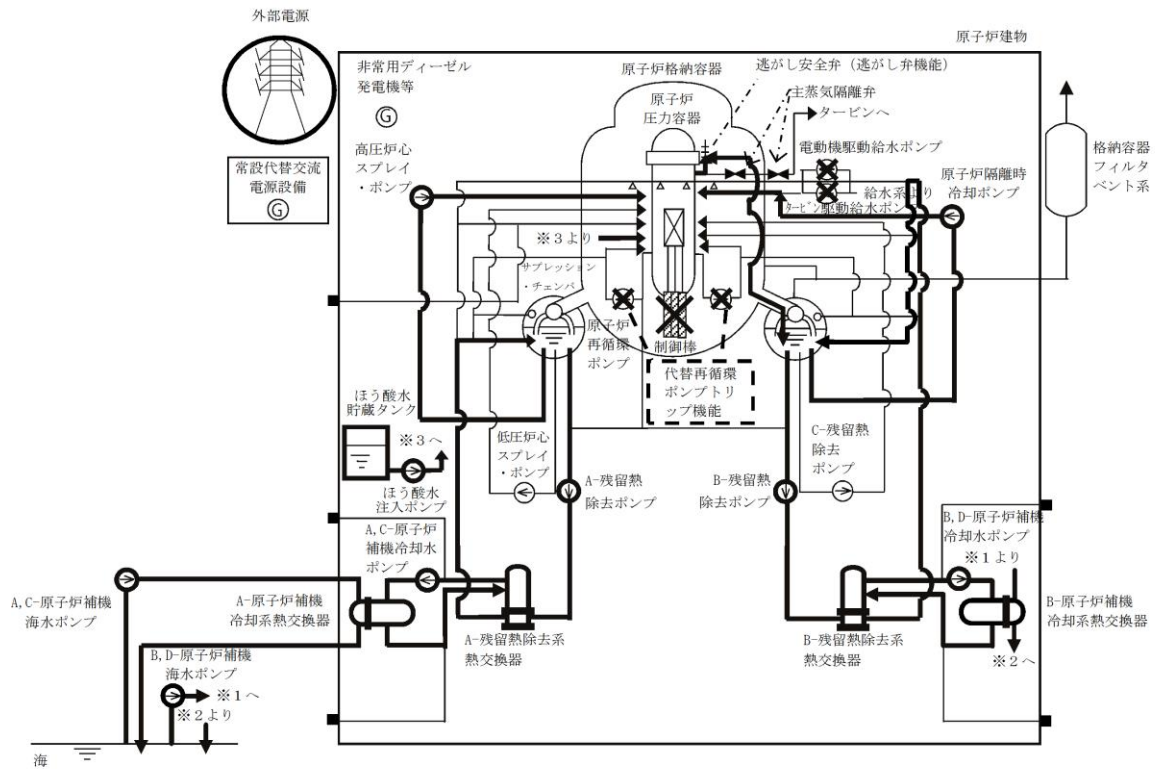 外部電源
原子炉建物
非常用ディーゼル
発電機等
Ⓖ
原子炉格納容器
逃がし安全弁（逃がし弁機能）
主蒸気隔離弁
タービンへ
原子炉
圧力容器
常設代替交流
電源設備
Ⓖ
高圧炉心
スプレイ
・ポンプ
電動機駆動給水ポンプ
原子炉隔離時
冷却ポンプ
格納容器
フィルタ
ベント系
給水系より
タービン駆動給水ポンプ
※３より
サプレッション
・チェンバ
原子炉
再循環
ポンプ
制御棒
代替再循環
ポンプトリ
ップ機能
ほう酸水
貯蔵タンク
※３へ
ほう酸水
注入ポンプ
低圧炉心
スプレイ
・ポンプ
A-残留熱
除去ポンプ
B-残留熱
除去ポンプ
C-残留熱
除去
ポンプ
A,C-原子炉
補機冷却水
ポンプ
B,D-原子炉補機
冷却水ポンプ
※１より
A,C-原子炉補機
海水ポンプ
A-原子炉補機
冷却系熱交換器
A-残留熱除去系
熱交換器
B-残留熱除去系
熱交換器
B-原子炉補機
冷却系熱交換器
※２へ
B,D-原子炉補機
海水ポンプ
※１へ
※２より
海